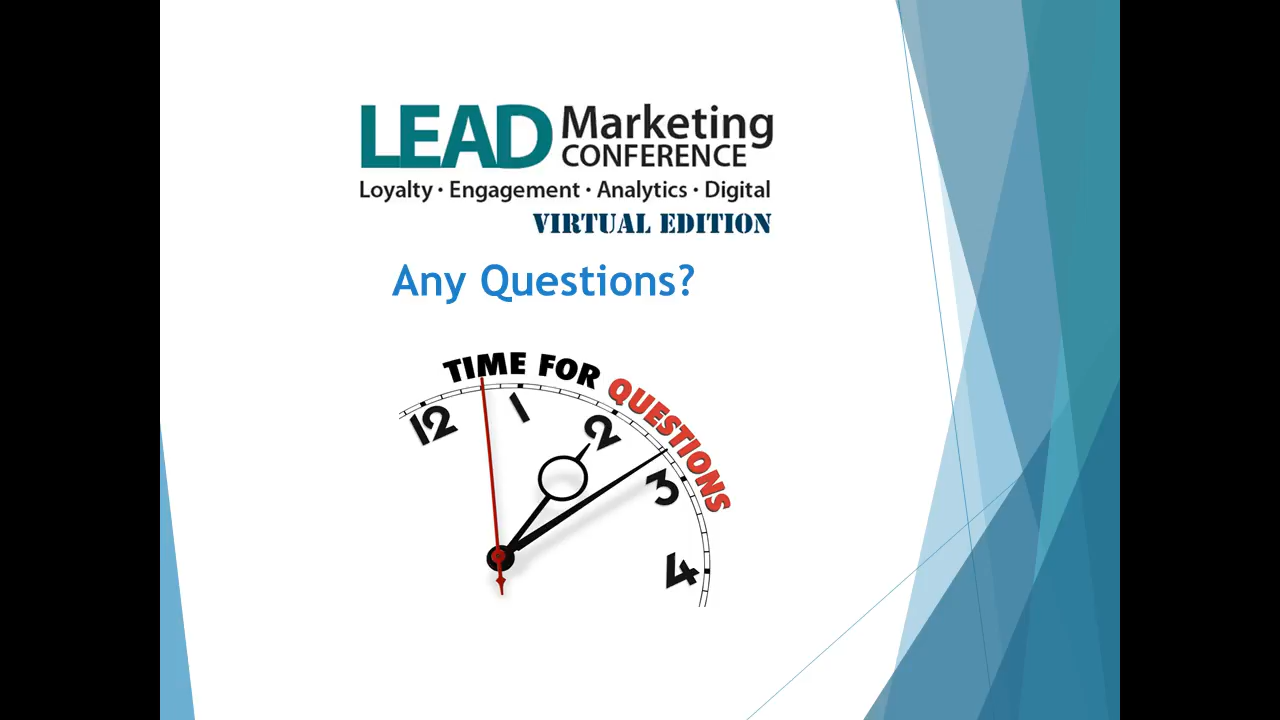 LEAD Marketing
CONFERENCE
Loyalty · Engagement · Analytics · Digital
VIRTUAL EDITION
Any Questions?
TIME FOR QUESTIONS
12
1
2
3
4